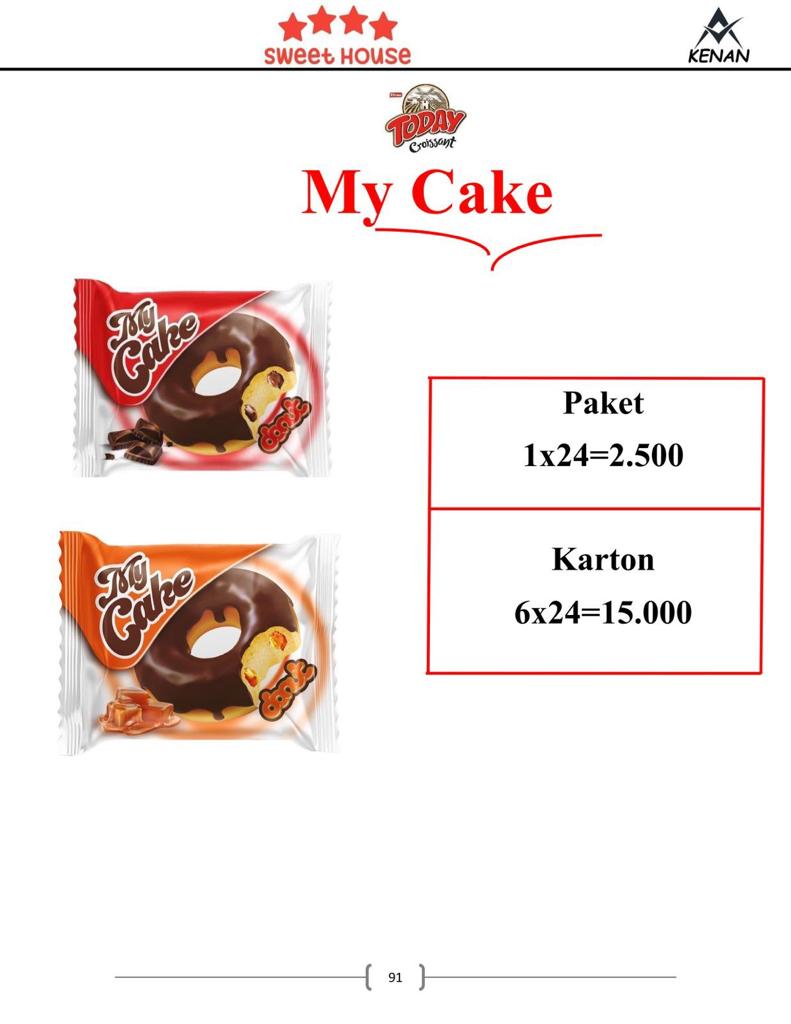 SWEET HOUSE
KENAN
TODAY
Croissant
My Cake
My
Cake
donut
Paket
1x24=2.500
My
Cake
donut
Karton
6x24=15.000
91